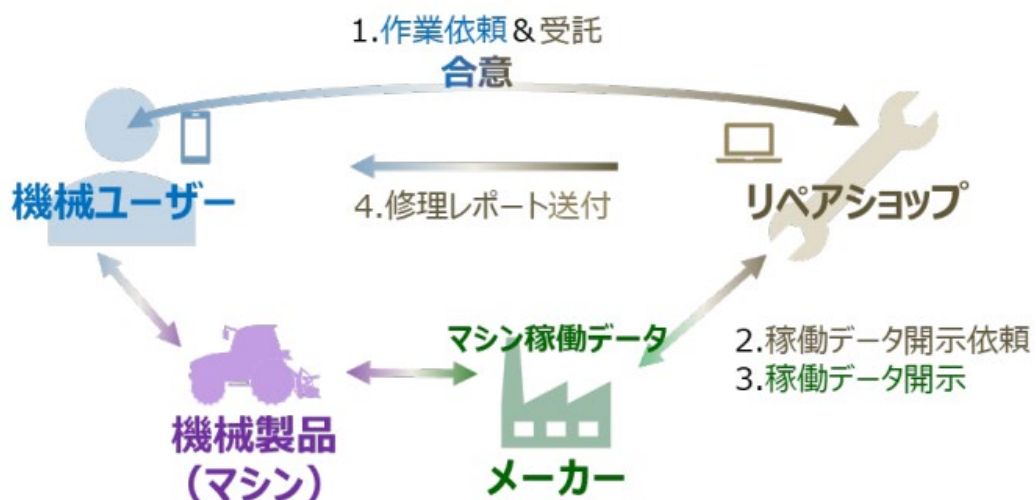 1.作業依頼&受託
合意
機械ユーザー
4.修理レポート送付
リペアショップ
マシン稼働データ
2.稼働データ開示依頼
3.稼働データ開示
機械製品
(マシン)
メーカー